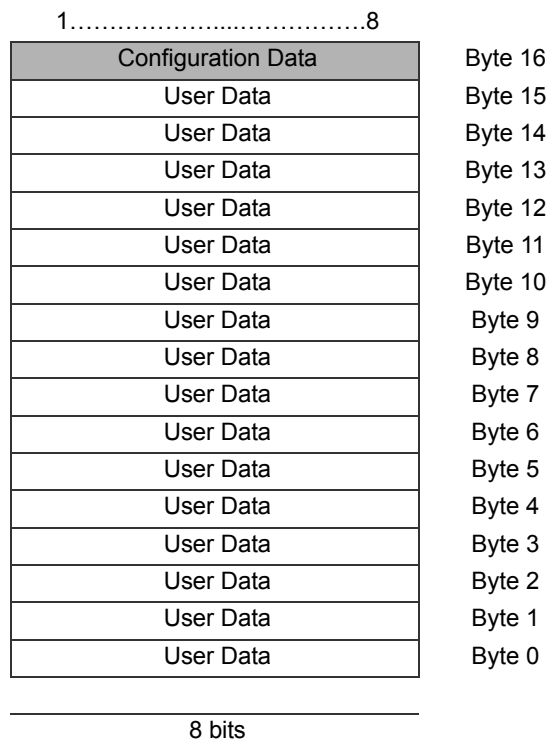 1………………....…………….8
Configuration Data Byte 16
User Data Byte 15
User Data Byte 14
User Data Byte 13
User Data Byte 12
User Data Byte 11
User Data Byte 10
User Data Byte 9
User Data Byte 8
User Data Byte 7
User Data Byte 6
User Data Byte 5
User Data Byte 4
User Data Byte 3
User Data Byte 2
User Data Byte 1
User Data Byte 0
8 bits